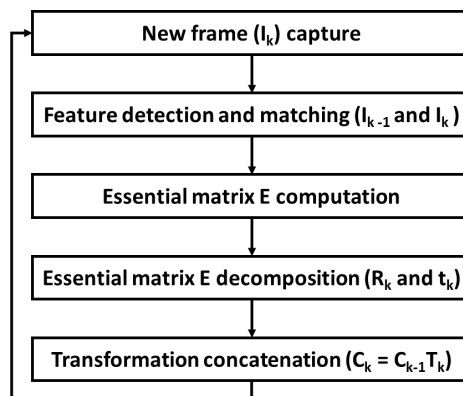 New frame (Iₖ) capture
Feature detection and matching (Iₖ₋₁ and Iₖ)
Essential matrix E computation
Essential matrix E decomposition (Rₖ and tₖ)
Transformation concatenation (Cₖ = Cₖ₋₁Tₖ)